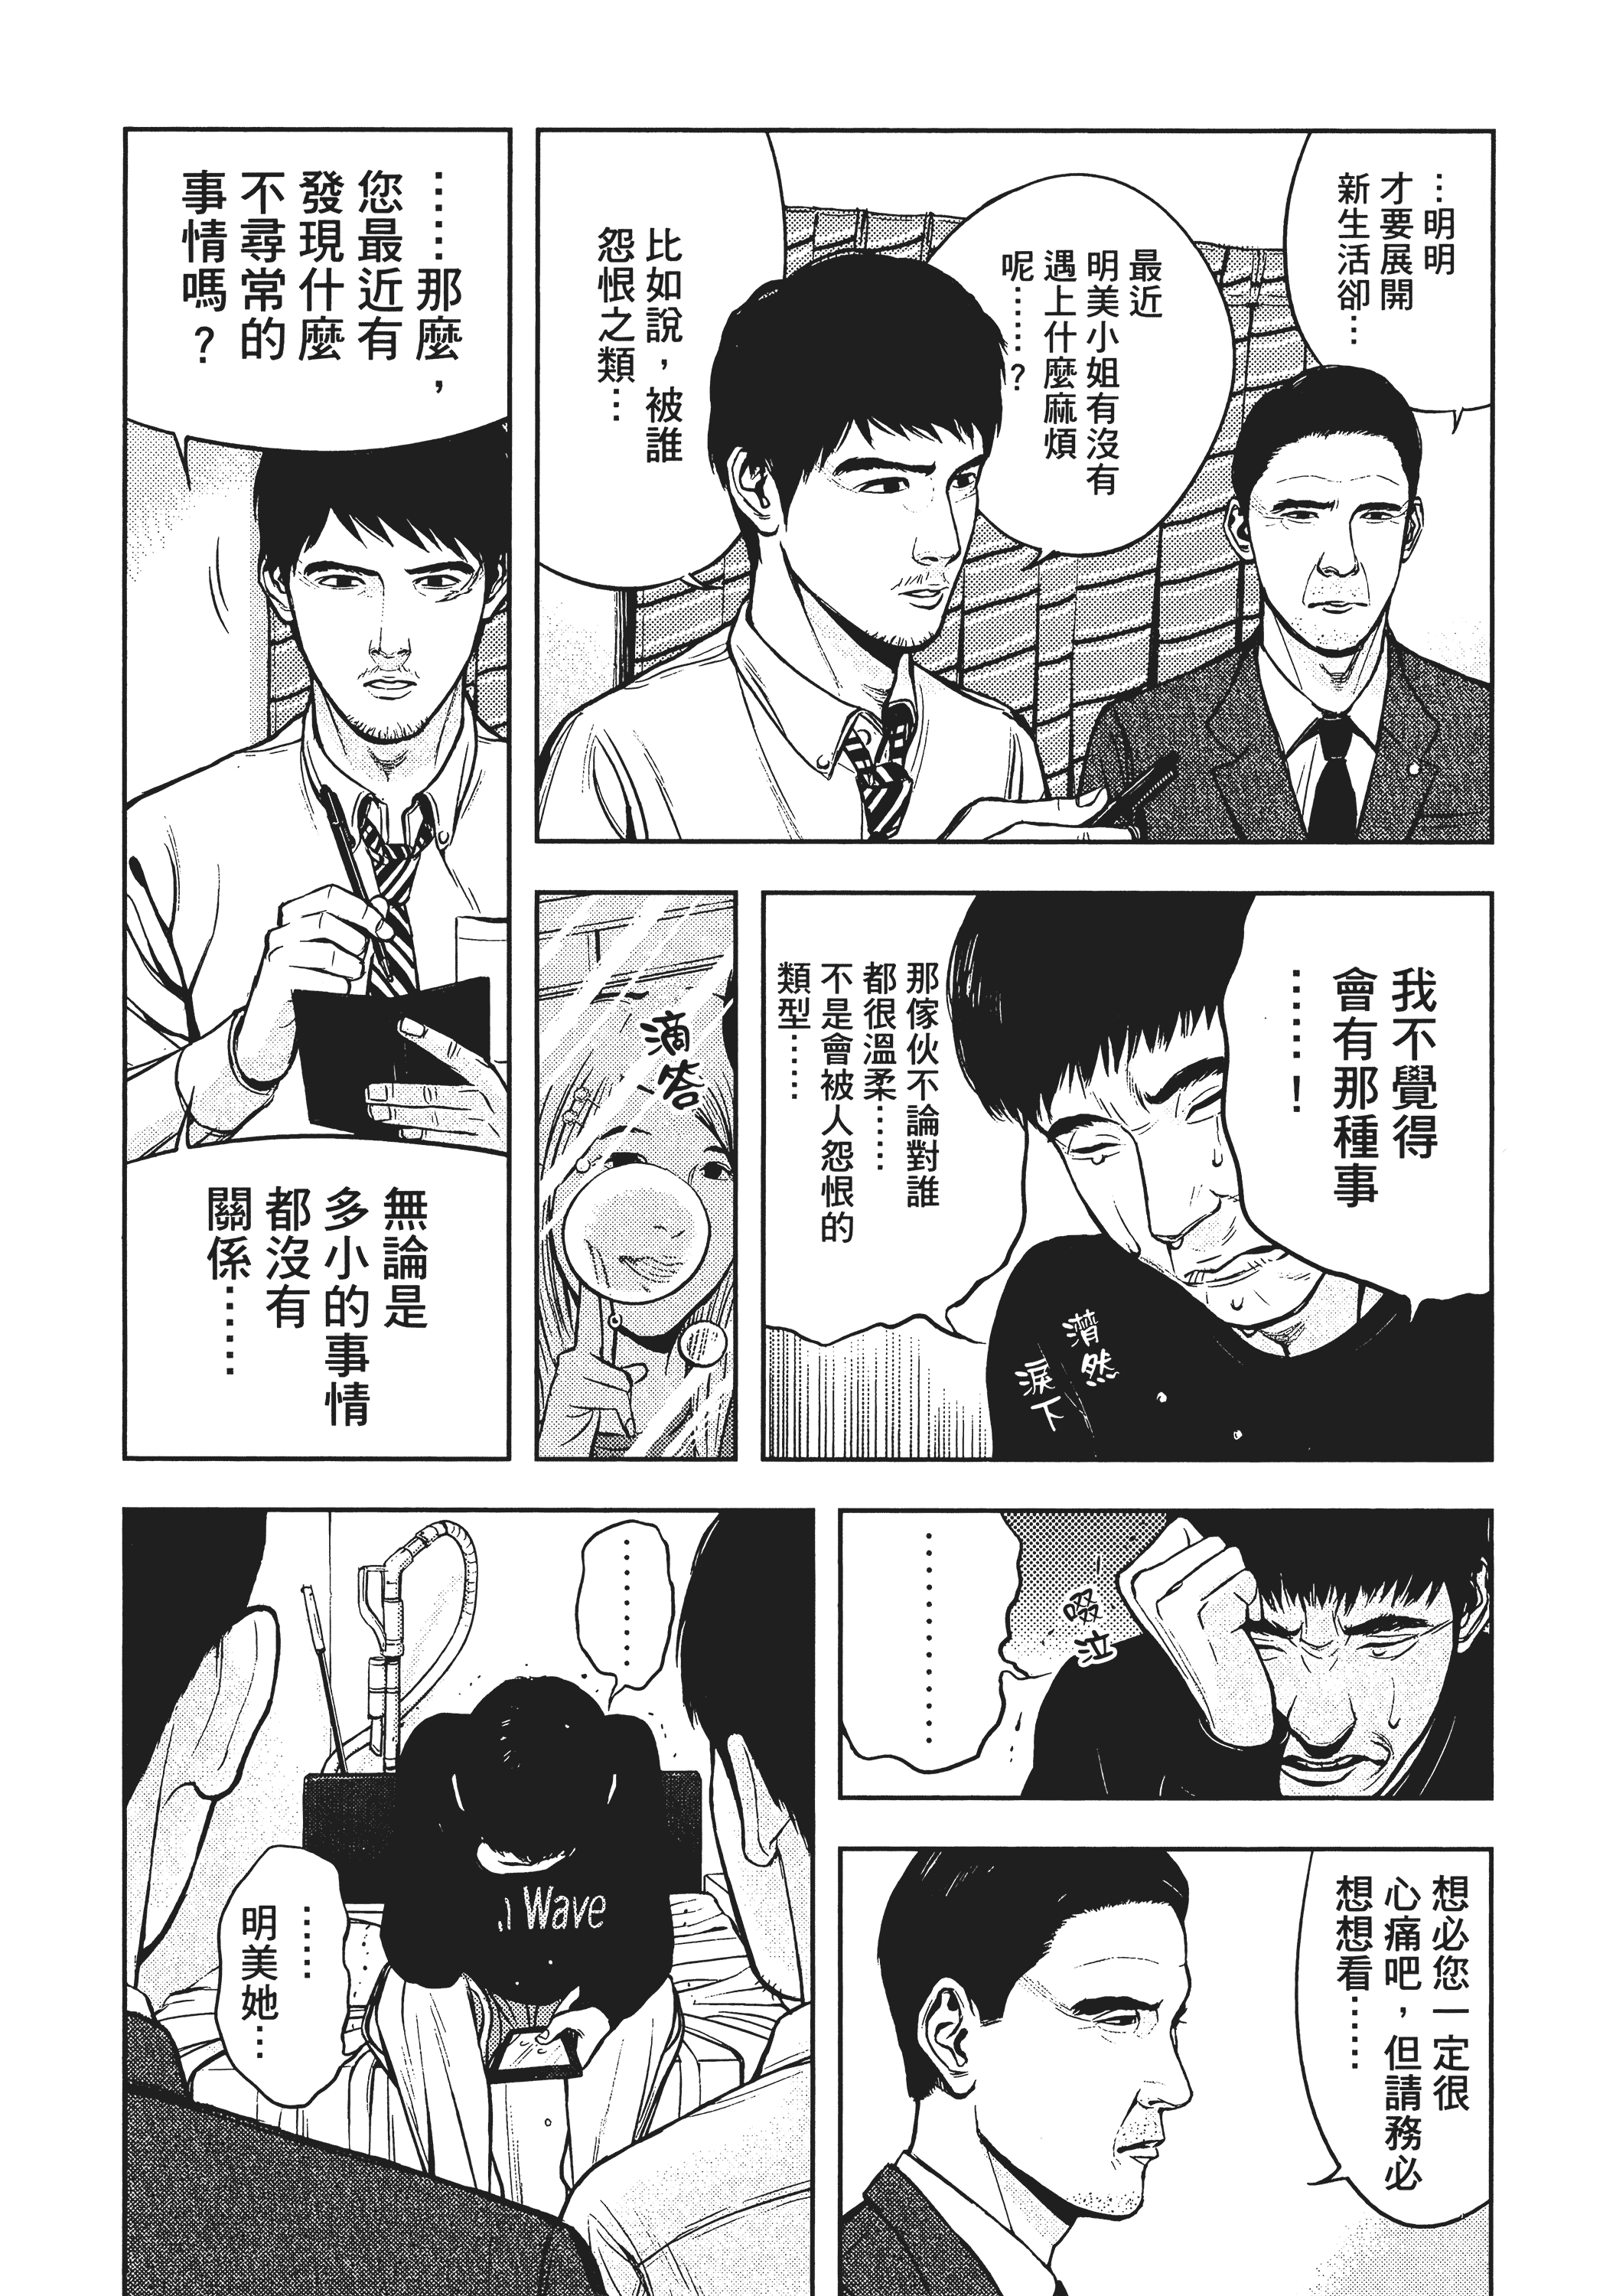 …明明
才要展開
新生活卻…
最近
明美小姐有沒有
遇上什麼麻煩
呢……？
比如說，被誰
怨恨之類…
……那麼，
您最近有
發現什麼
不尋常的
事情嗎？
我不覺得
會有那種事
……！
那傢伙不論對誰
都很溫柔……
不是會被人怨恨的
類型……
潸然
淚下
滴答
無論是
多小的事情
都沒有
關係……
…………
啜泣
想必您一定很
心痛吧，但請務必
想想看……
………
Wave
……
明美她…